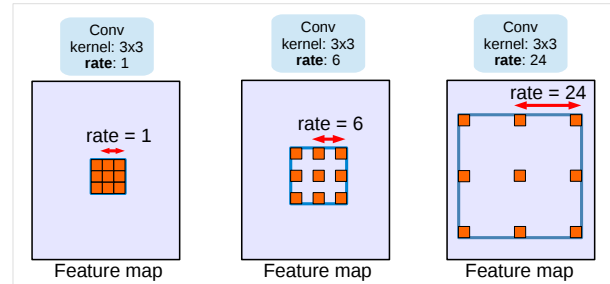 Conv
kernel: 3x3
rate: 1
Conv
kernel: 3x3
rate: 6
Conv
kernel: 3x3
rate: 24
rate = 1
rate = 6
rate = 24
Feature map
Feature map
Feature map